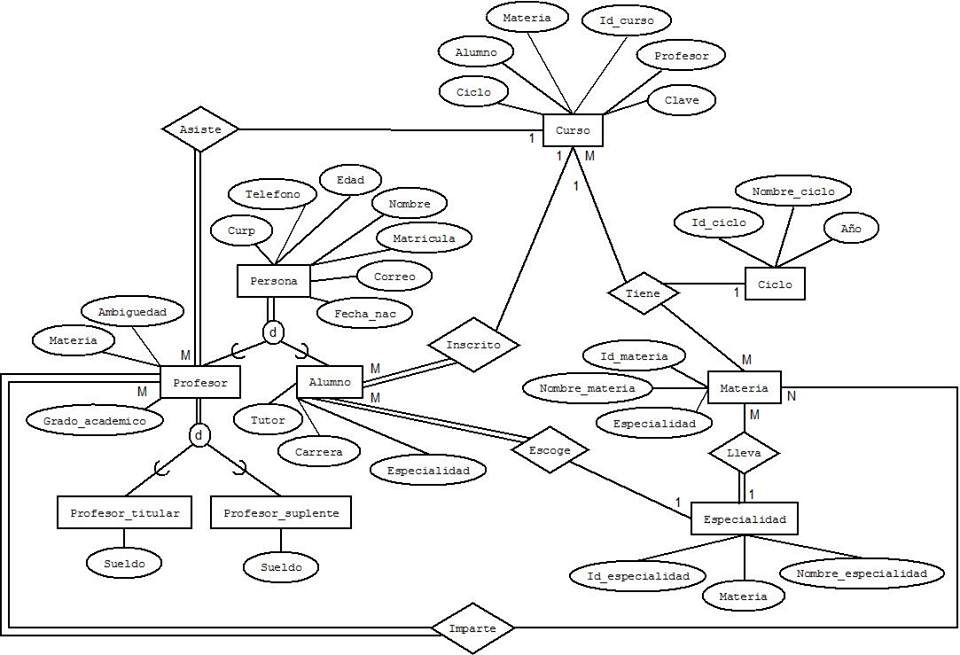 Materia
Id_curso
Alumno
Profesor
Ciclo
Clave
Asiste
Curso
1
1
M
1
Nombre_ciclo
Telefono
Edad
Nombre
Id_ciclo
Año
Curp
Matricula
Persona
Correo
Ciclo
Tiene
1
Fecha_nac
Ambiguedad
d
Materia
Inscrito
M
Id_materia
M
Profesor
Alumno
M
Nombre_materia
Materia
M
M
N
Grado_academico
Tutor
Especialidad
M
d
Carrera
Escoge
Lleva
Especialidad
1
1
Profesor_titular
Profesor_suplente
Especialidad
Sueldo
Sueldo
Id_especialidad
Nombre_especialidad
Materia
Imparte